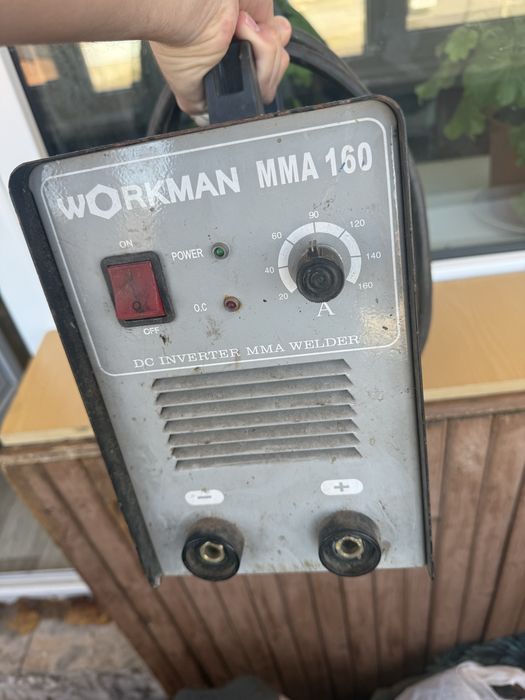 WORKMAN MMA 160
ON
POWER
O.C
OFF
90
60
120
40
140
20
160
A
DC INVERTER MMA WELDER
-
+